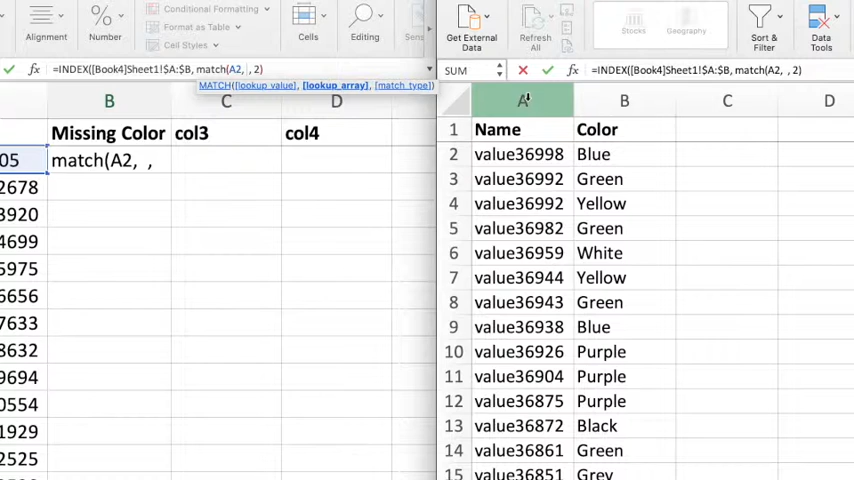 Alignment
Number
Conditional Formatting
Format as Table
Cell Styles
Cells
Editing
fx =INDEX([Book4]Sheet1!$A:$B, match(A2, , 2)
MATCH([lookup_value], [lookup_array], [match_type])
B C D
Missing Color col3 col4
05 match(A2, ,
2678
3920
4699
5975
6656
7633
8632
9694
0554
1929
2525
Get External Data
Refresh All
Stocks
Geography
Sort & Filter
Data Tools
SUM fx =INDEX([Book4]Sheet1!$A:$B, match(A2, , 2)
A B C D
1 Name Color
2 value36998 Blue
3 value36992 Green
4 value36992 Yellow
5 value36982 Green
6 value36959 White
7 value36944 Yellow
8 value36943 Green
9 value36938 Blue
10 value36926 Purple
11 value36904 Purple
12 value36875 Purple
13 value36872 Black
14 value36861 Green
15 value36851 Grey